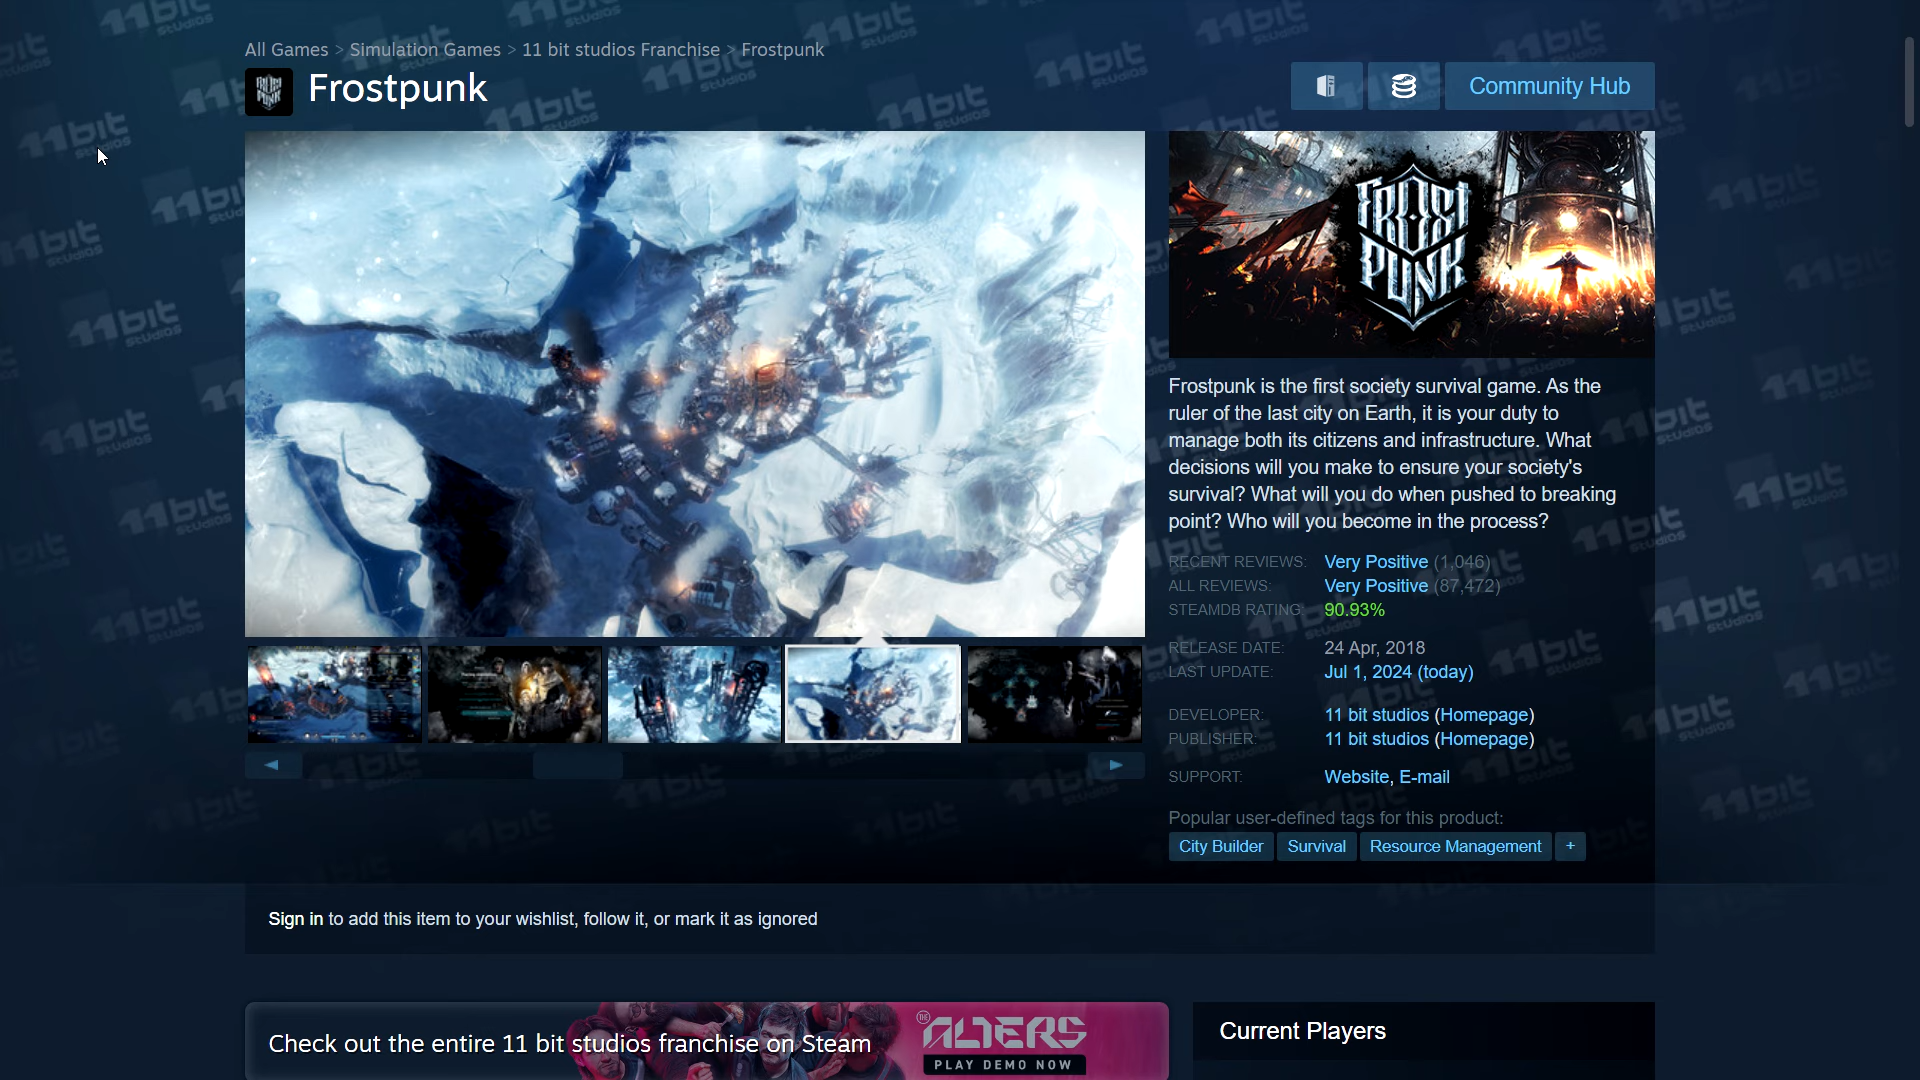 All Games > Simulation Games > 11 bit studios Franchise > Frostpunk
Frostpunk
Community Hub
FROST
PUNK
Frostpunk is the first society survival game. As the
ruler of the last city on Earth, it is your duty to
manage both its citizens and infrastructure. What
decisions will you make to ensure your society's
survival? What will you do when pushed to breaking
point? Who will you become in the process?
RECENT REVIEWS: Very Positive (1,046)
ALL REVIEWS: Very Positive (87,472)
STEAMDB RATING: 90.93%
RELEASE DATE: 24 Apr, 2018
LAST UPDATE: Jul 1, 2024 (today)
DEVELOPER: 11 bit studios (Homepage)
PUBLISHER: 11 bit studios (Homepage)
SUPPORT: Website, E-mail
Popular user-defined tags for this product:
City Builder Survival Resource Management +
Sign in to add this item to your wishlist, follow it, or mark it as ignored
Check out the entire 11 bit studios franchise on Steam
THE ALTERS
PLAY DEMO NOW
Current Players
11bit studios